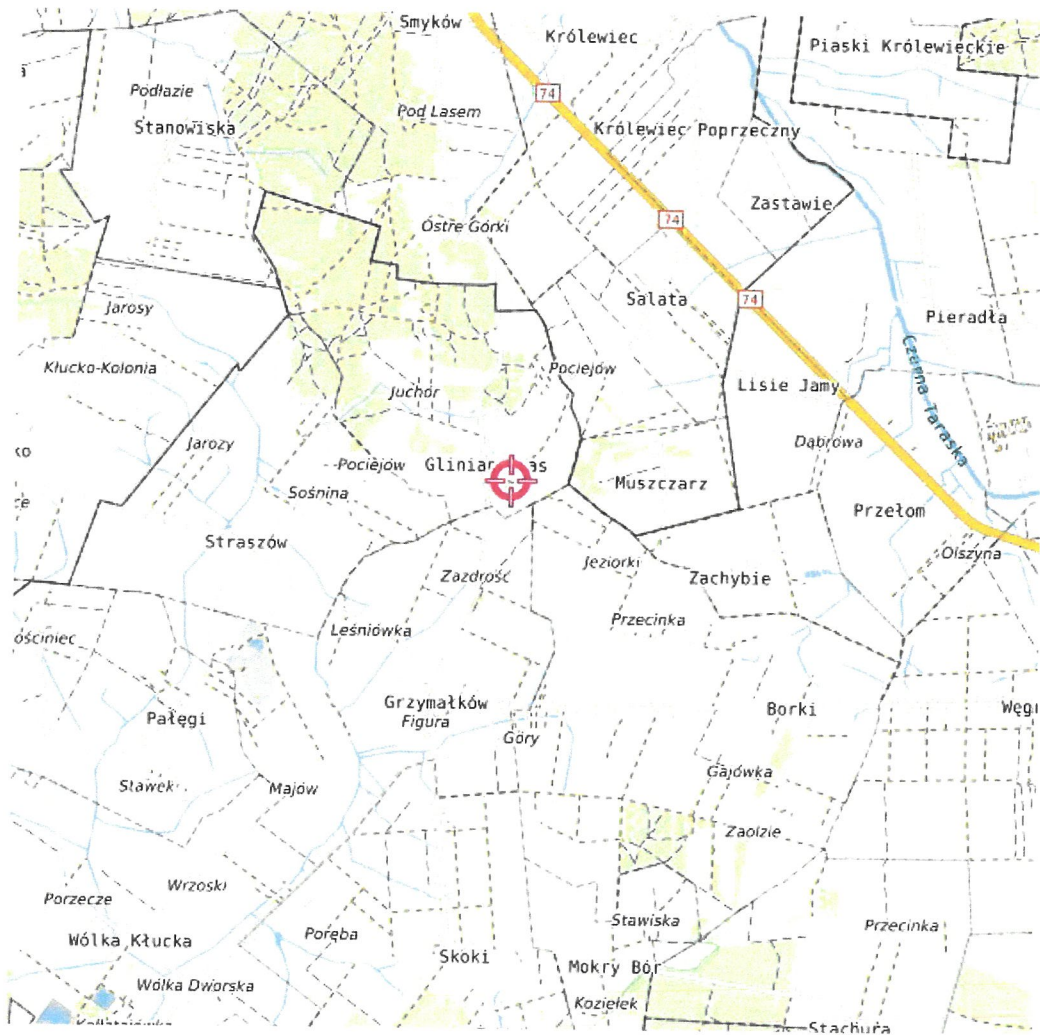 Smyków
Królewiec
Piaski Królewieckie
Podłazie
74
Pod Lasem
Stanowiska
Królewiec Poprzeczny
Zastawie
Ostre Górki
74
Jarosy
Salata
74
Pieradła
Kłucko-Kolonia
Pociejów
Czarna Taraska
Juchór
Lisie Jamy
Jarozy
Dąbrowa
Pociejów
Muszczarz
Sośnina
Przełom
Straszów
Olszyna
Zazdrość
Jeziorki
Zachybie
Leśniówka
Przecinka
Grzymałków
Figura
Borki
Pałęgi
Góry
Gajówka
Sławek
Majów
Zaolzie
Wrzoski
Porzecze
Stawiska
Przecinka
Poręba
Wólka Kłucka
Skoki
Mokry Bór
Wólka Dworska
Koziełek
Stachura